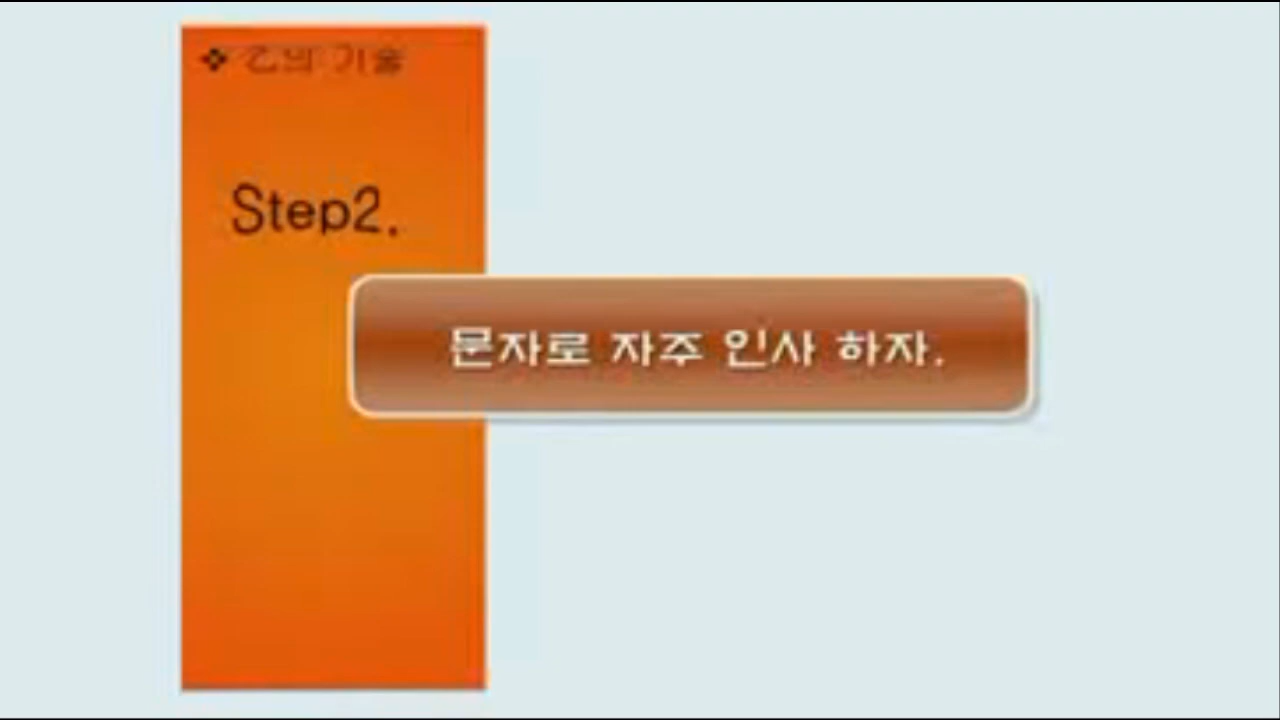 ❖ 乙의 기술
Step2.
문자로 자주 인사 하자.